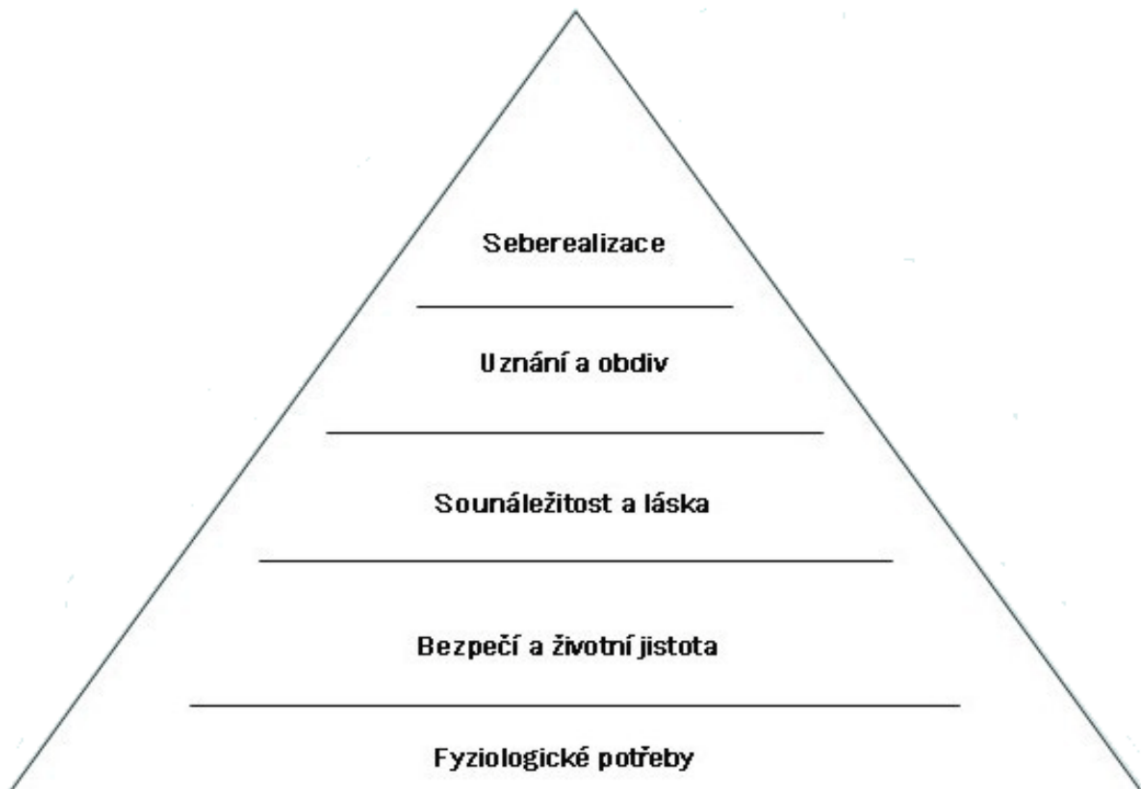 Seberealizace
Uznání a obdiv
Sounáležitost a láska
Bezpečí a životní jistota
Fyziologické potřeby